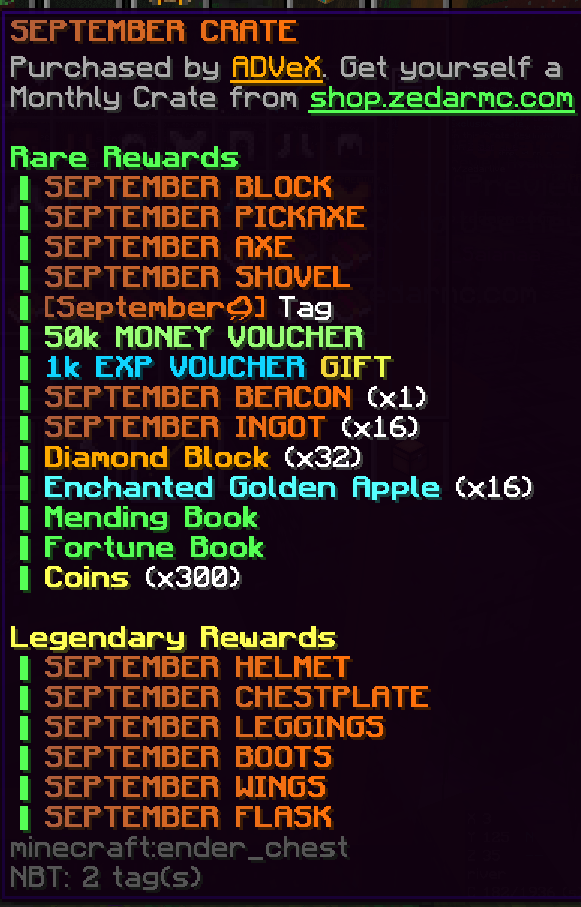 SEPTEMBER CRATE
Purchased by ADVeX. Get yourself a
Monthly Crate from shop.zedarmc.com
Rare Rewards
SEPTEMBER BLOCK
SEPTEMBER PICKAXE
SEPTEMBER AXE
SEPTEMBER SHOVEL
[September] Tag
50k MONEY VOUCHER
1k EXP VOUCHER GIFT
SEPTEMBER BEACON (x1)
SEPTEMBER INGOT (x16)
Diamond Block (x32)
Enchanted Golden Apple (x16)
Mending Book
Fortune Book
Coins (x300)
Legendary Rewards
SEPTEMBER HELMET
SEPTEMBER CHESTPLATE
SEPTEMBER LEGGINGS
SEPTEMBER BOOTS
SEPTEMBER WINGS
SEPTEMBER FLASK
minecraft:ender_chest
NBT: 2 tag(s)